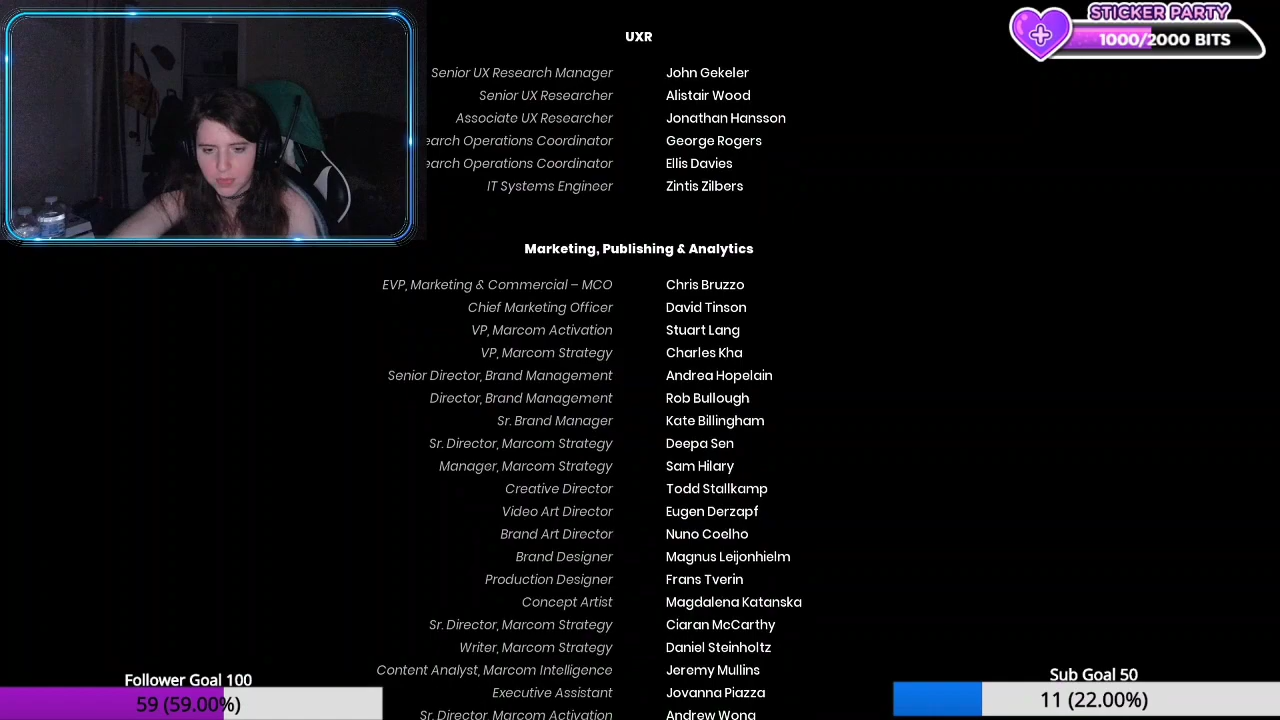 STICKER PARTY
1000/2000 BITS
UXR
Senior UX Research Manager John Gekeler
Senior UX Researcher Alistair Wood
Associate UX Researcher Jonathan Hansson
Operations Coordinator George Rogers
Operations Coordinator Ellis Davies
IT Systems Engineer Zintis Zilbers
Marketing, Publishing & Analytics
EVP, Marketing & Commercial – MCO Chris Bruzzo
Chief Marketing Officer David Tinson
VP, Marcom Activation Stuart Lang
VP, Marcom Strategy Charles Kha
Senior Director, Brand Management Andrea Hopelain
Director, Brand Management Rob Bullough
Sr. Brand Manager Kate Billingham
Sr. Director, Marcom Strategy Deepa Sen
Manager, Marcom Strategy Sam Hilary
Creative Director Todd Stallkamp
Video Art Director Eugen Derzapf
Brand Art Director Nuno Coelho
Brand Designer Magnus Leijonhielm
Production Designer Frans Tverin
Concept Artist Magdalena Katanska
Sr. Director, Marcom Strategy Ciaran McCarthy
Writer, Marcom Strategy Daniel Steinholtz
Content Analyst, Marcom Intelligence Jeremy Mullins
Executive Assistant Jovanna Piazza
Sr. Director, Marcom Activation Andrew Wong
Follower Goal 100
59 (59.00%)
Sub Goal 50
11 (22.00%)